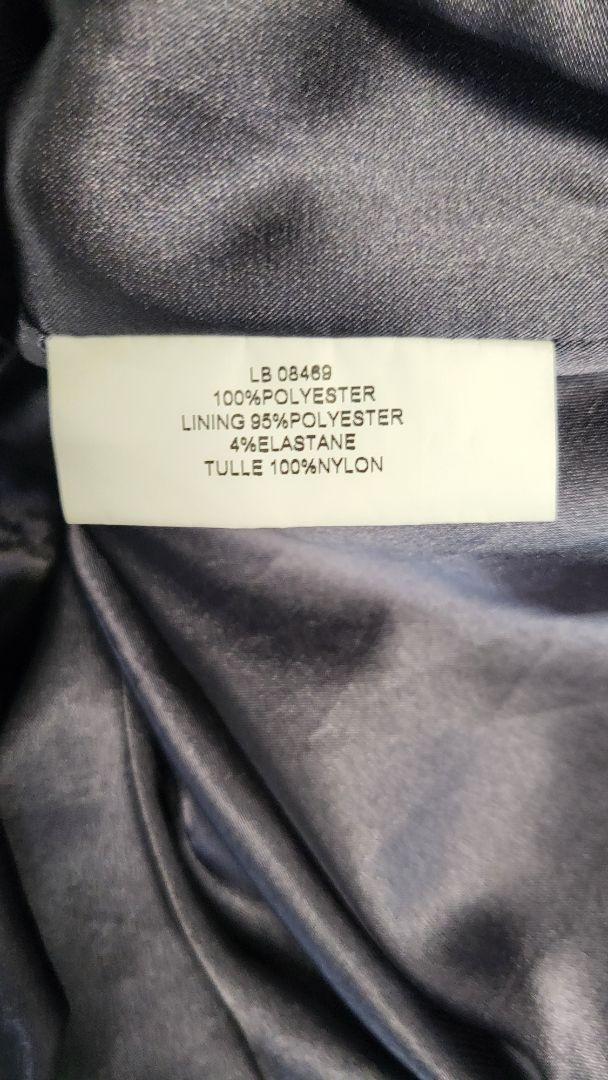 LB 08469
100%POLYESTER
LINING 95%POLYESTER
4%ELASTANE
TULLE 100%NYLON